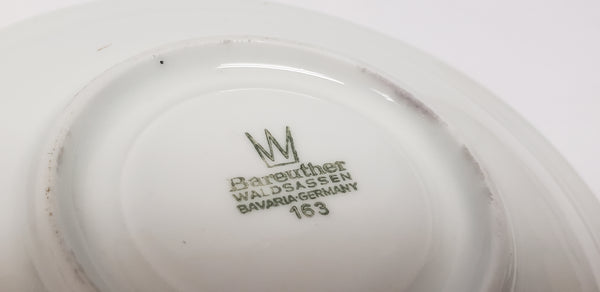 Bareuther
WALDSASSEN
BAVARIA-GERMANY
163